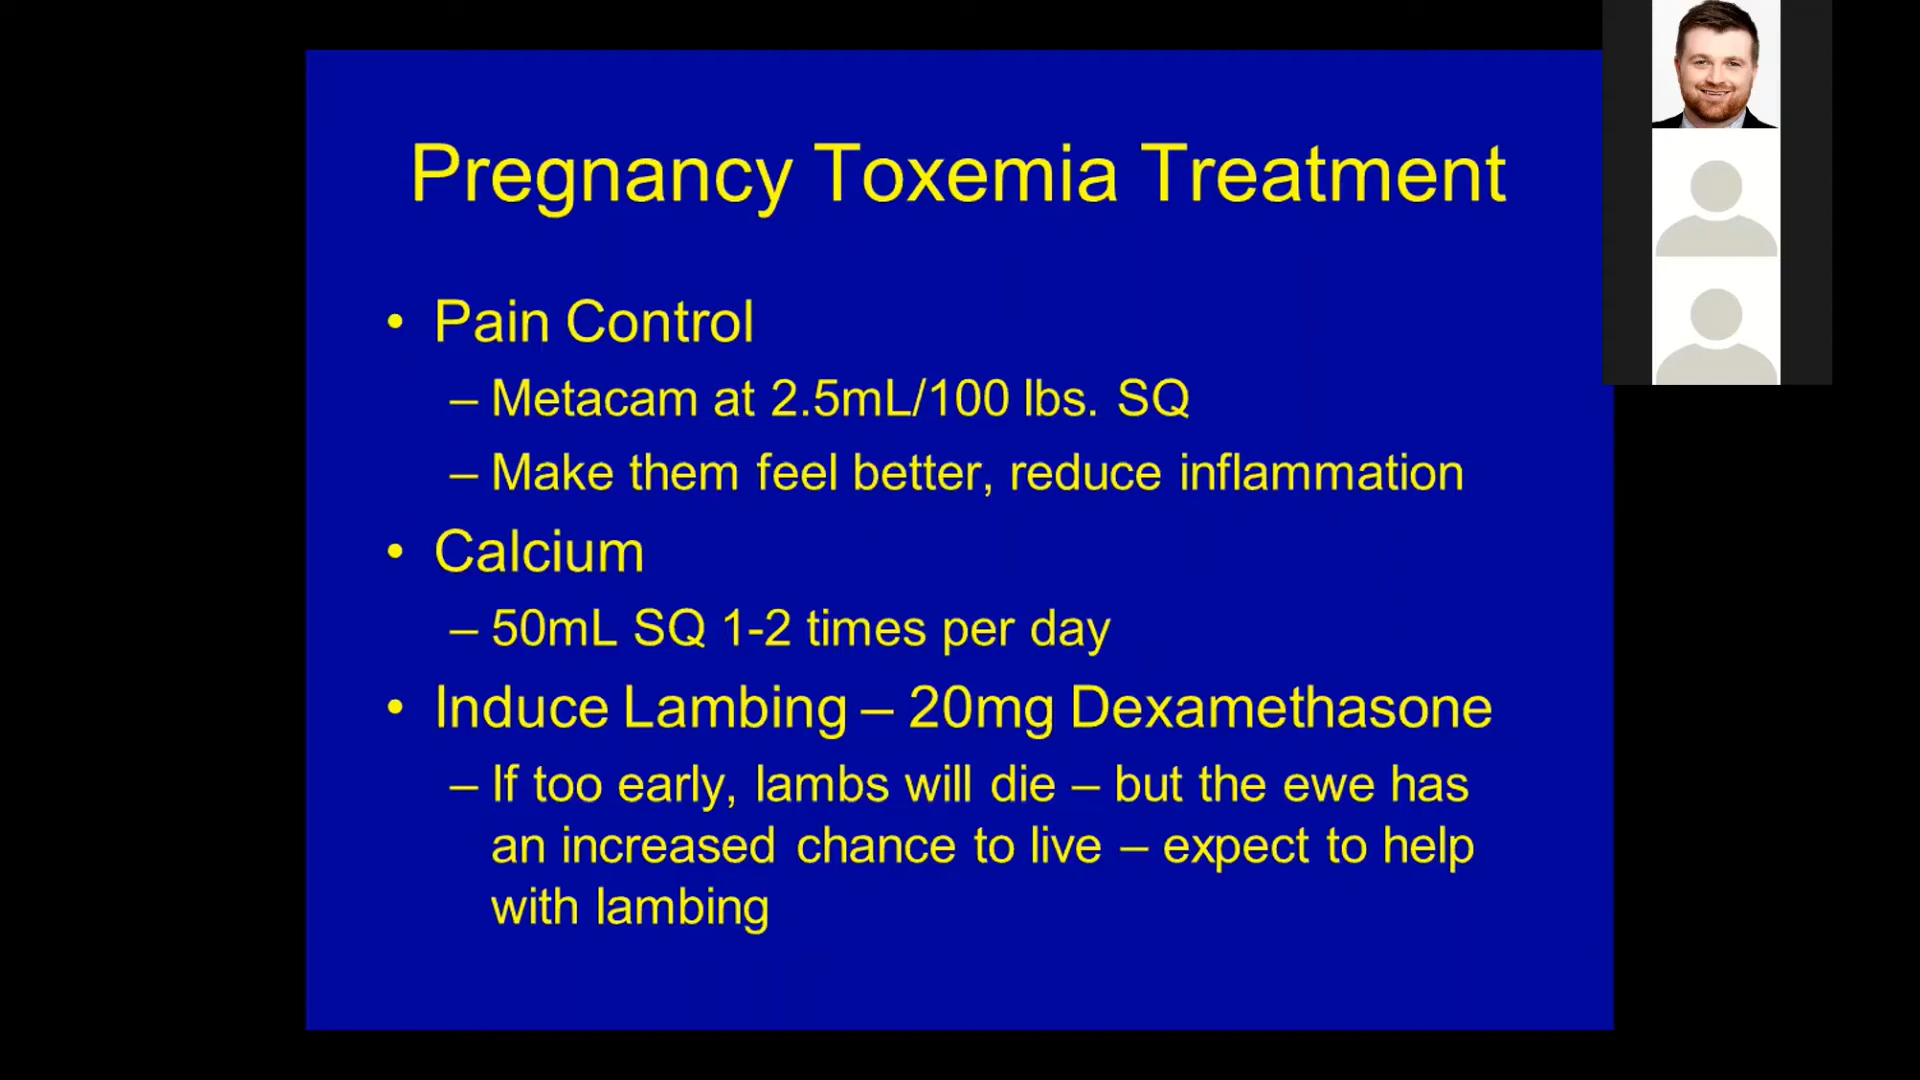 Pregnancy Toxemia Treatment
• Pain Control
– Metacam at 2.5mL/100 lbs. SQ
– Make them feel better, reduce inflammation
• Calcium
– 50mL SQ 1-2 times per day
• Induce Lambing – 20mg Dexamethasone
– If too early, lambs will die – but the ewe has
an increased chance to live – expect to help
with lambing